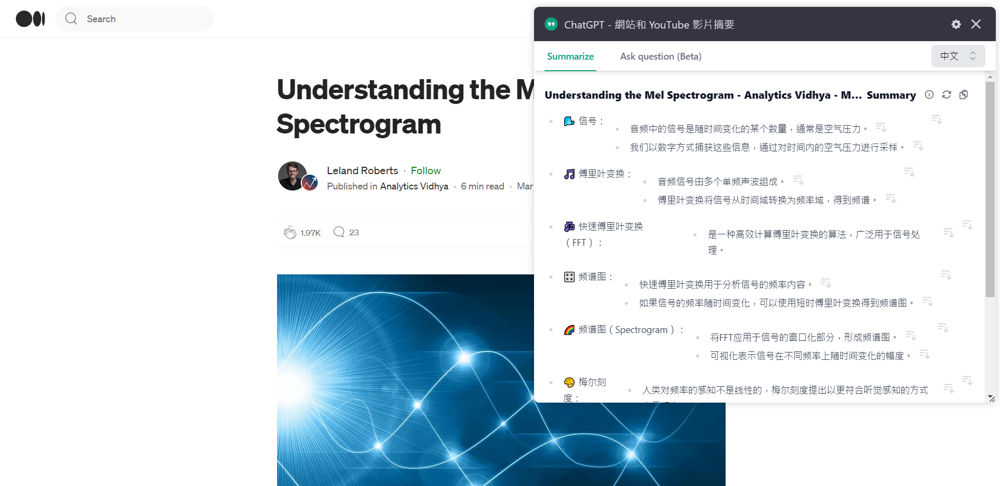 Search
Understanding the M
Spectrogram
Leland Roberts · Follow
Published in Analytics Vidhya · 6 min read · Mar
1.97K 23
ChatGPT - 網站和 YouTube 影片摘要
Summarize Ask question (Beta) 中文
Understanding the Mel Spectrogram - Analytics Vidhya - M... Summary
信号：
音频中的信号是随时间变化的某个数量，通常是空气压力。
我们以数字方式捕获这些信息，通过对时间内的空气压力进行采样。
傅里叶变换：
音频信号由多个单频声波组成。
傅里叶变换将信号从时间域转换为频率域，得到频谱。
快速傅里叶变换
（FFT）：
是一种高效计算傅里叶变换的算法，广泛用于信号处
理。
频谱图：
快速傅里叶变换用于分析信号的频率内容。
如果信号的频率随时间变化，可以使用短时傅里叶变换得到频谱图。
频谱图（Spectrogram）：
将FFT应用于信号的窗口化部分，形成频谱图。
可视化表示信号在不同频率上随时间变化的幅度。
梅尔刻
度：
人类对频率的感知不是线性的，梅尔刻度提出以更符合听觉感知的方式